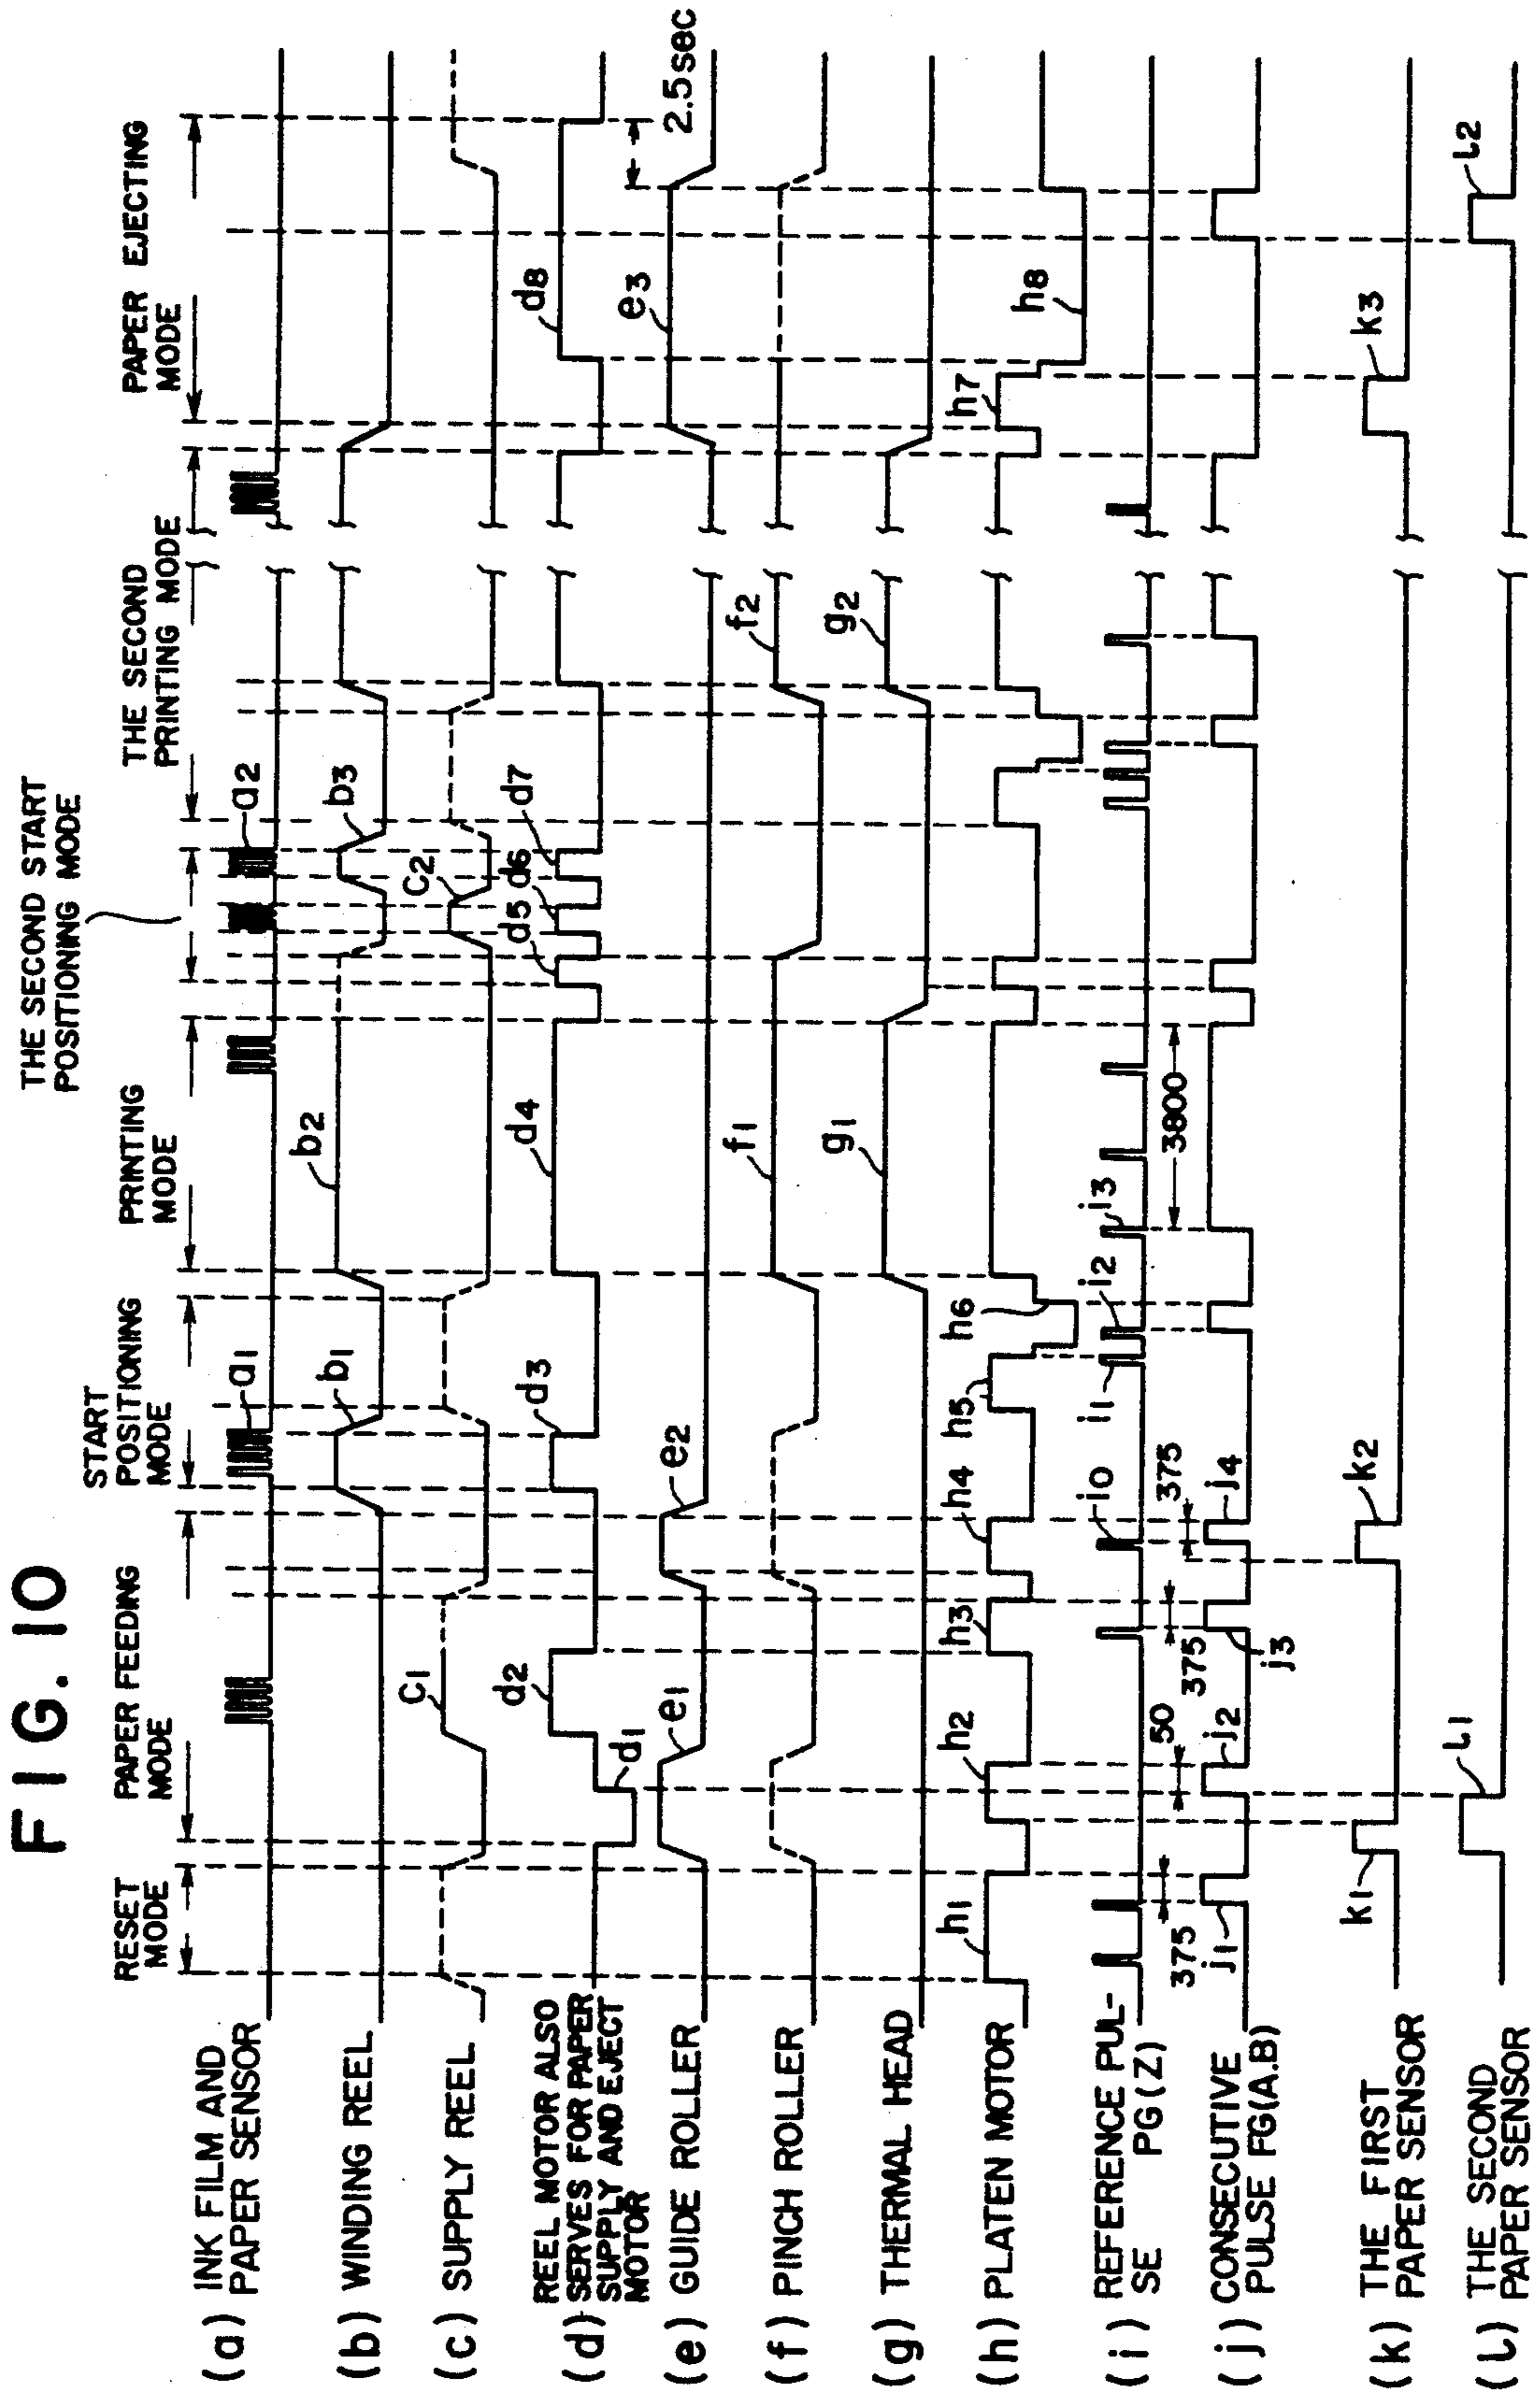 FIG. 10
RESET
MODE
PAPER FEEDING
MODE
START
POSITIONING
MODE
PRINTING
MODE
THE SECOND START
POSITIONING MODE
THE SECOND
PRINTING MODE
PAPER EJECTING
MODE
(a) INK FILM AND
PAPER SENSOR
a1
a2
(b) WINDING REEL
b1
b2
b3
(c) SUPPLY REEL
c1
c2
(d) REEL MOTOR ALSO
SERVES FOR PAPER
SUPPLY AND EJECT
MOTOR
d1
d2
d3
d4
d5
d6
d7
d8
(e) GUIDE ROLLER
e1
e2
e3
2.5sec
(f) PINCH ROLLER
f1
f2
(g) THERMAL HEAD
g1
g2
(h) PLATEN MOTOR
h1
h2
h3
h4
h5
h6
h7
h8
(i) REFERENCE PUL-
SE PG(Z)
i0
i1
i2
i3
375
50
375
375
3800
(j) CONSECUTIVE
PULSE FG(A.B)
j1
j2
j3
j4
(k) THE FIRST
PAPER SENSOR
k1
k2
k3
(l) THE SECOND
PAPER SENSOR
l1
l2